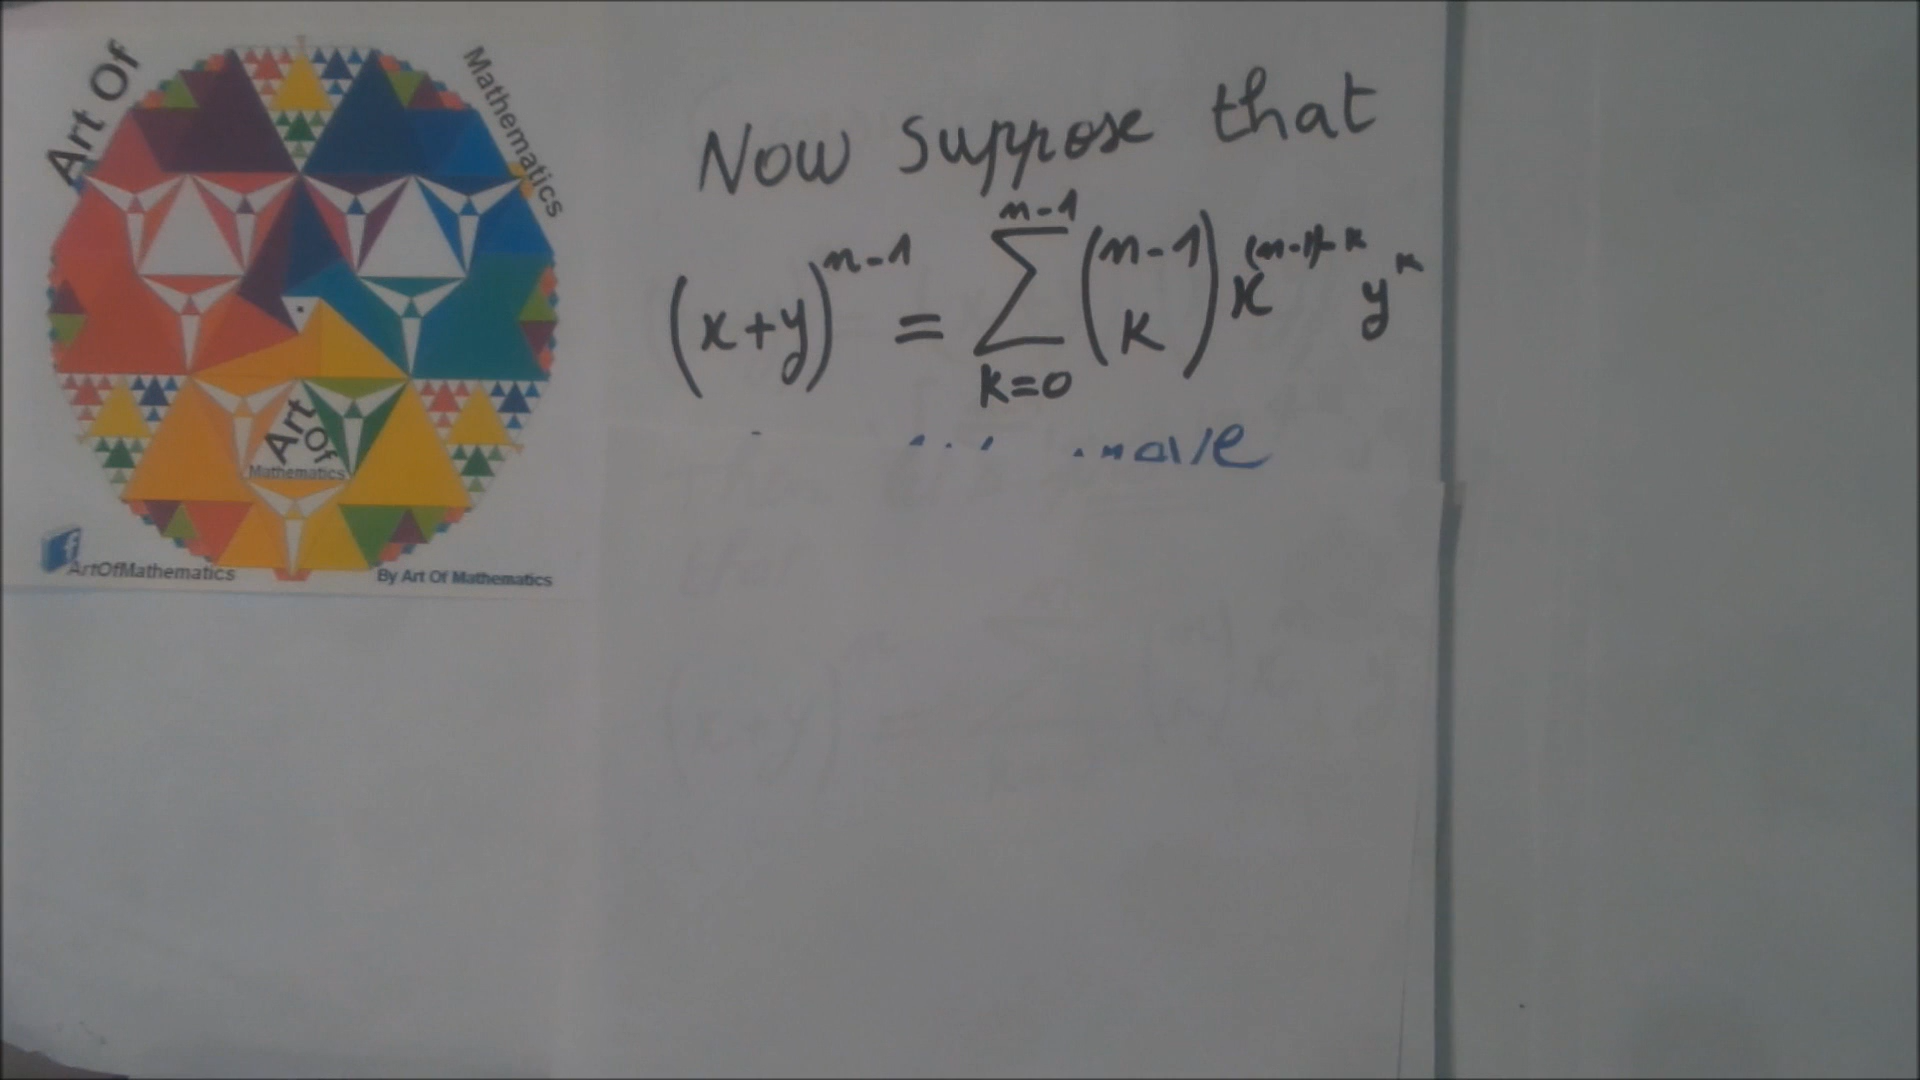 Art Of
Mathematics
Art
Of
Mathematics
f
ArtOfMathematics
By Art Of Mathematics
Now suppose that
(x+y)^{n-1} = \sum_{k=0}^{n-1} \binom{n-1}{k} x^{(n-1)-k} y^k